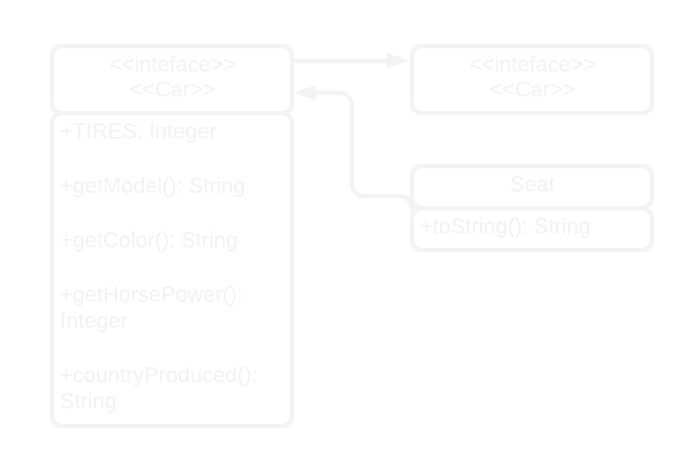 <<inteface>>
<<Car>>
+TIRES: Integer
+getModel(): String
+getColor(): String
+getHorsePower():
Integer
+countryProduced():
String
<<inteface>>
<<Car>>
Seat
+toString(): String